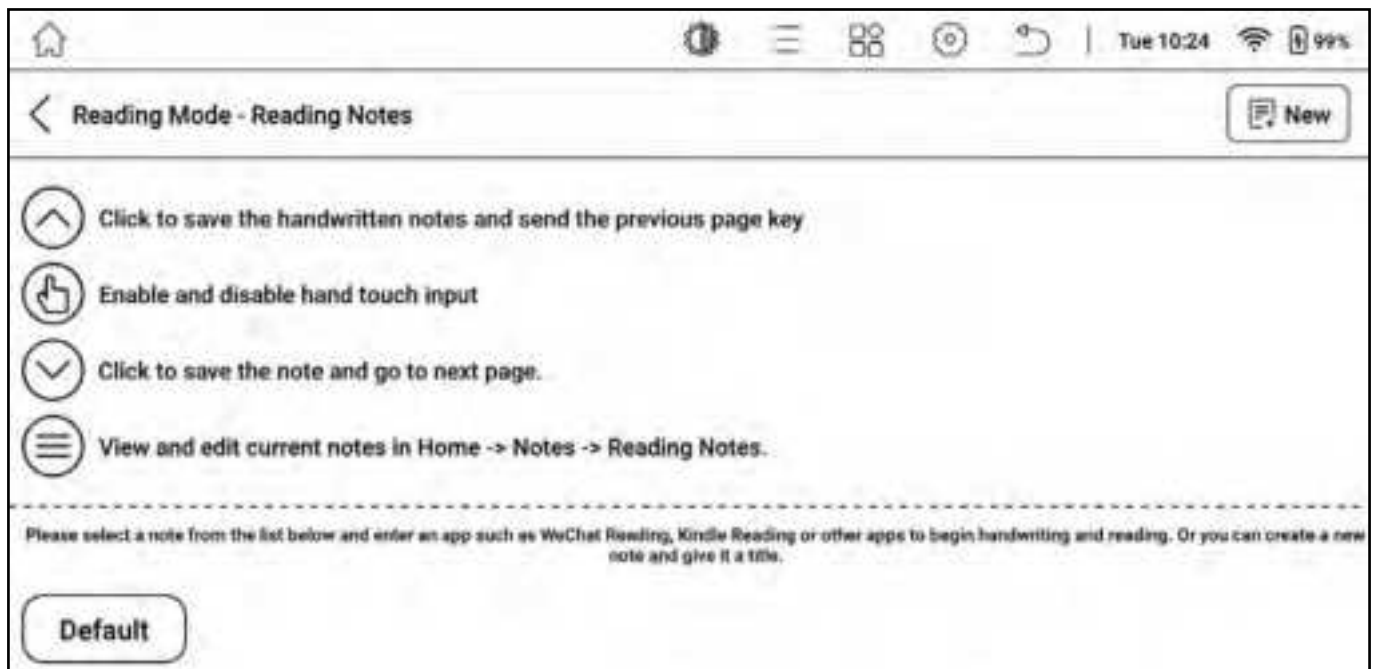 Tue 10:24 99%
Reading Mode - Reading Notes
New
Click to save the handwritten notes and send the previous page key
Enable and disable hand touch input
Click to save the note and go to next page.
View and edit current notes in Home -> Notes -> Reading Notes.
Please select a note from the list below and enter an app such as WeChat Reading, Kindle Reading or other apps to begin handwriting and reading. Or you can create a new
note and give it a title.
Default